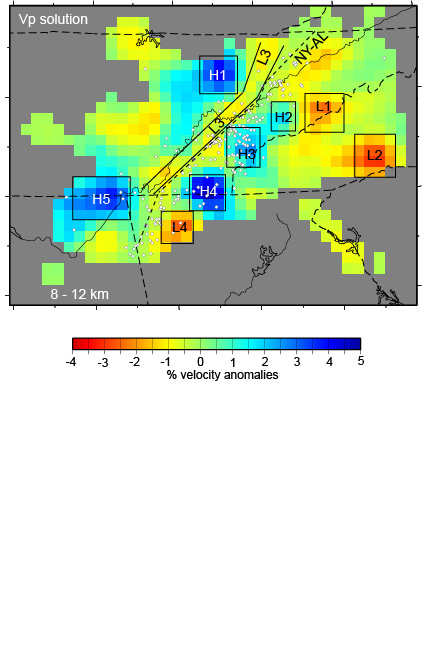 Vp solution
L3
NY-AL
H1
L1
H2
L3
H3
L2
H4
H5
L4
8 - 12 km
-4 -3 -2 -1 0 1 2 3 4 5
% velocity anomalies